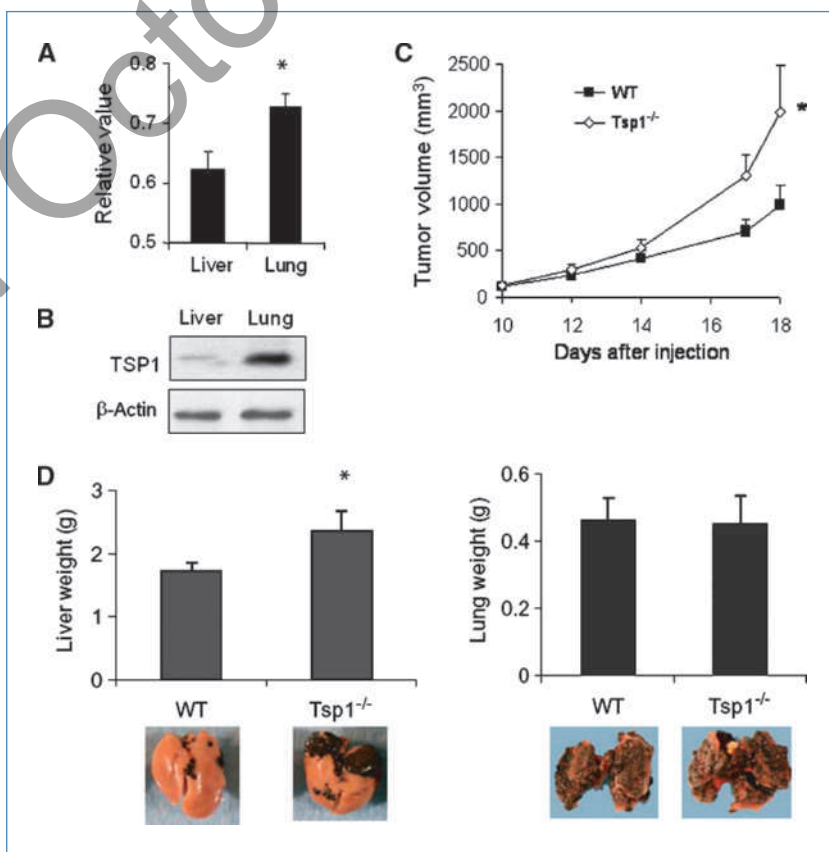 Octo
A
Relative value
0.8
0.7
0.6
0.5
*
Liver Lung
B
Liver Lung
TSP1
β-Actin
C
Tumor volume (mm³)
2500
2000
1500
1000
500
0
WT
Tsp1⁻/⁻
*
10 12 14 16 18
Days after injection
D
Liver weight (g)
3
2
1
0
*
WT Tsp1⁻/⁻
Lung weight (g)
0.6
0.4
0.2
0
WT Tsp1⁻/⁻